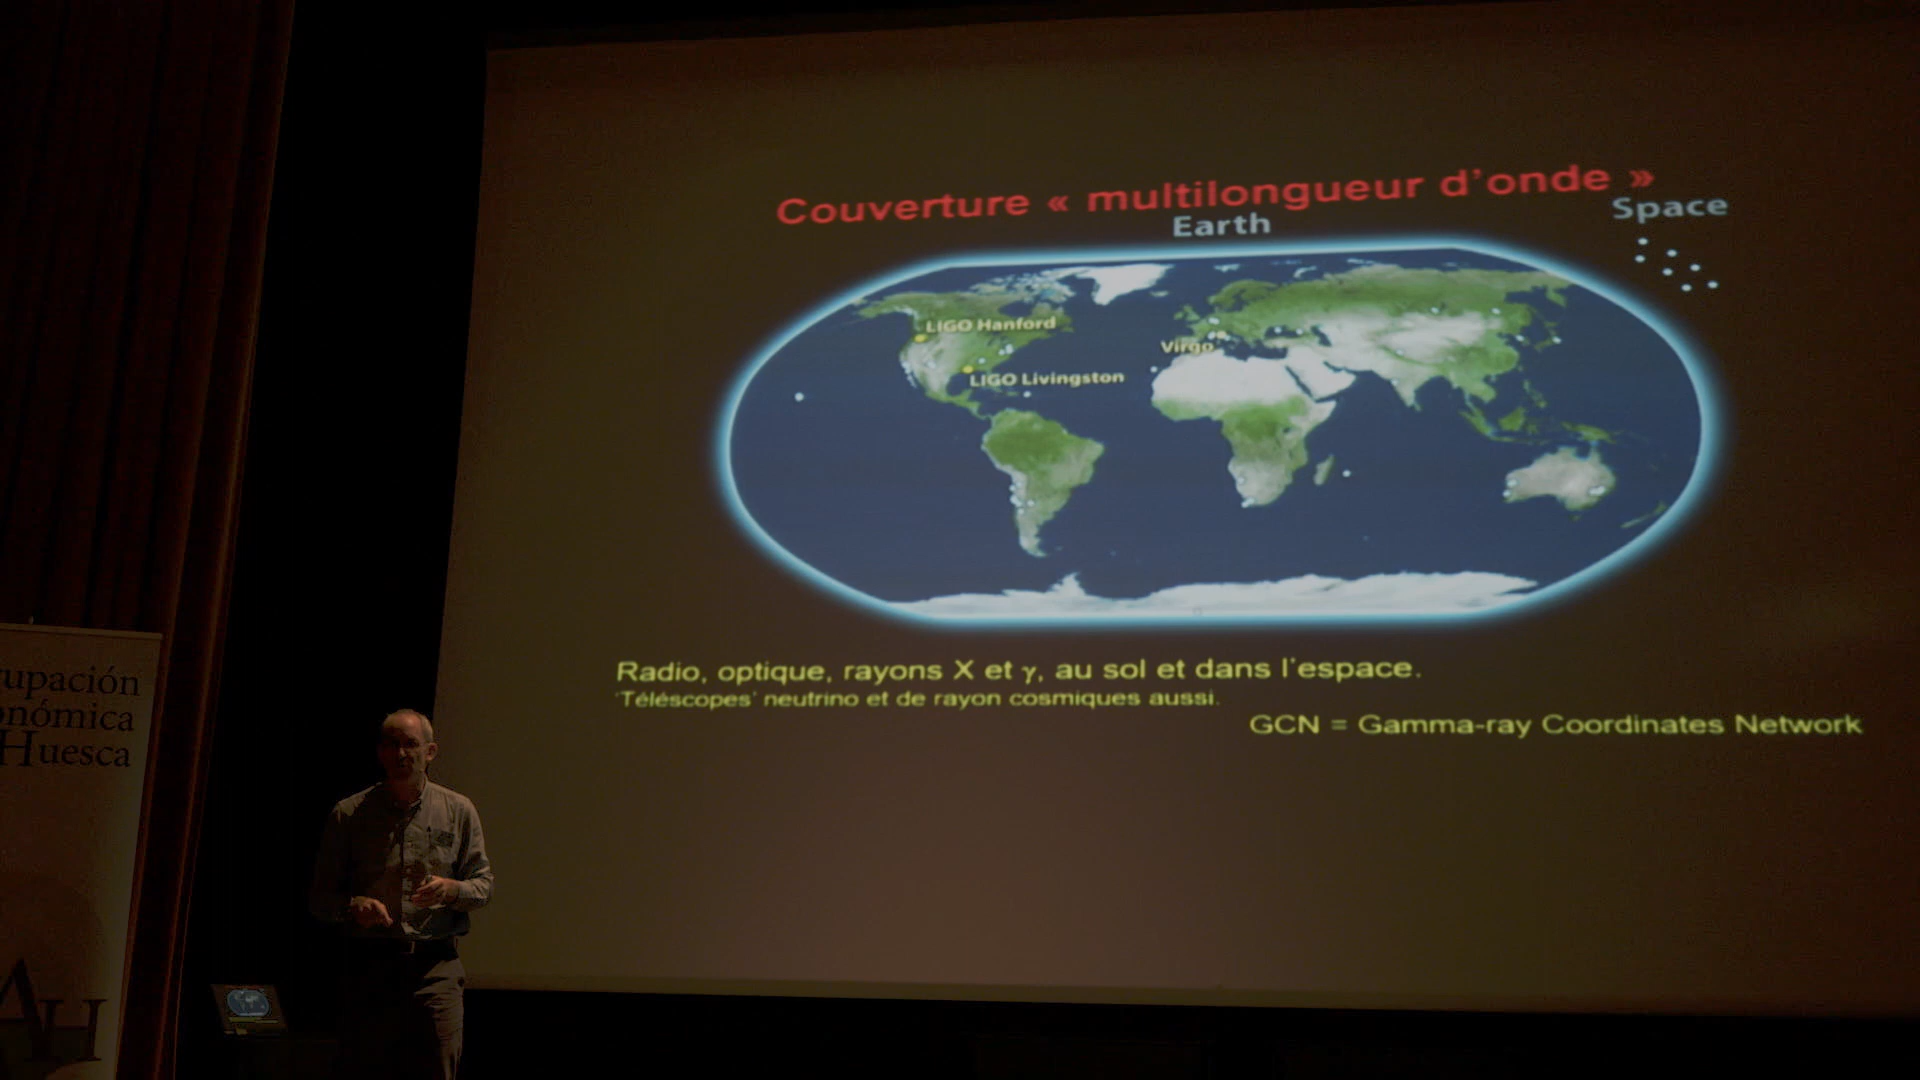 Couverture « multilongueur d'onde »
Earth
Space
LIGO Hanford
Virgo
LIGO Livingston
Radio, optique, rayons X et γ, au sol et dans l'espace.
'Téléscopes' neutrino et de rayon cosmiques aussi.
GCN = Gamma-ray Coordinates Network
rupación
onómica
Huesca
AH